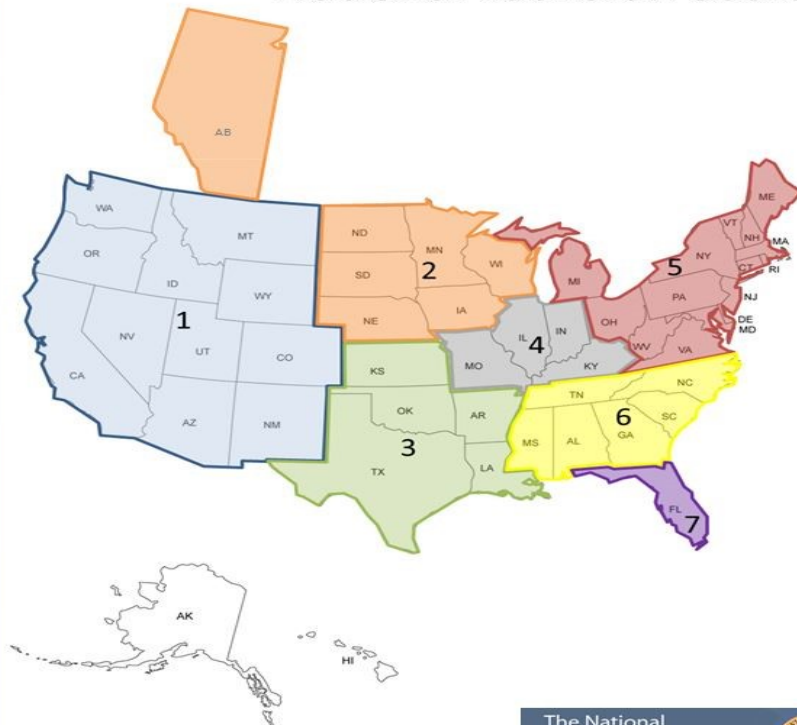 AB
WA
MT
ME
ND
VT
NH
MN
OR
MA
NY
WI
ID
SD
2
5
CT
RI
MI
WY
PA
NJ
IA
NE
OH
DE
1
NV
IL
IN
MD
4
WV
UT
CO
VA
MO
KY
KS
CA
NC
TN
OK
AR
6
SC
AZ
NM
3
MS
AL
GA
LA
TX
FL
7
AK
HI
The National